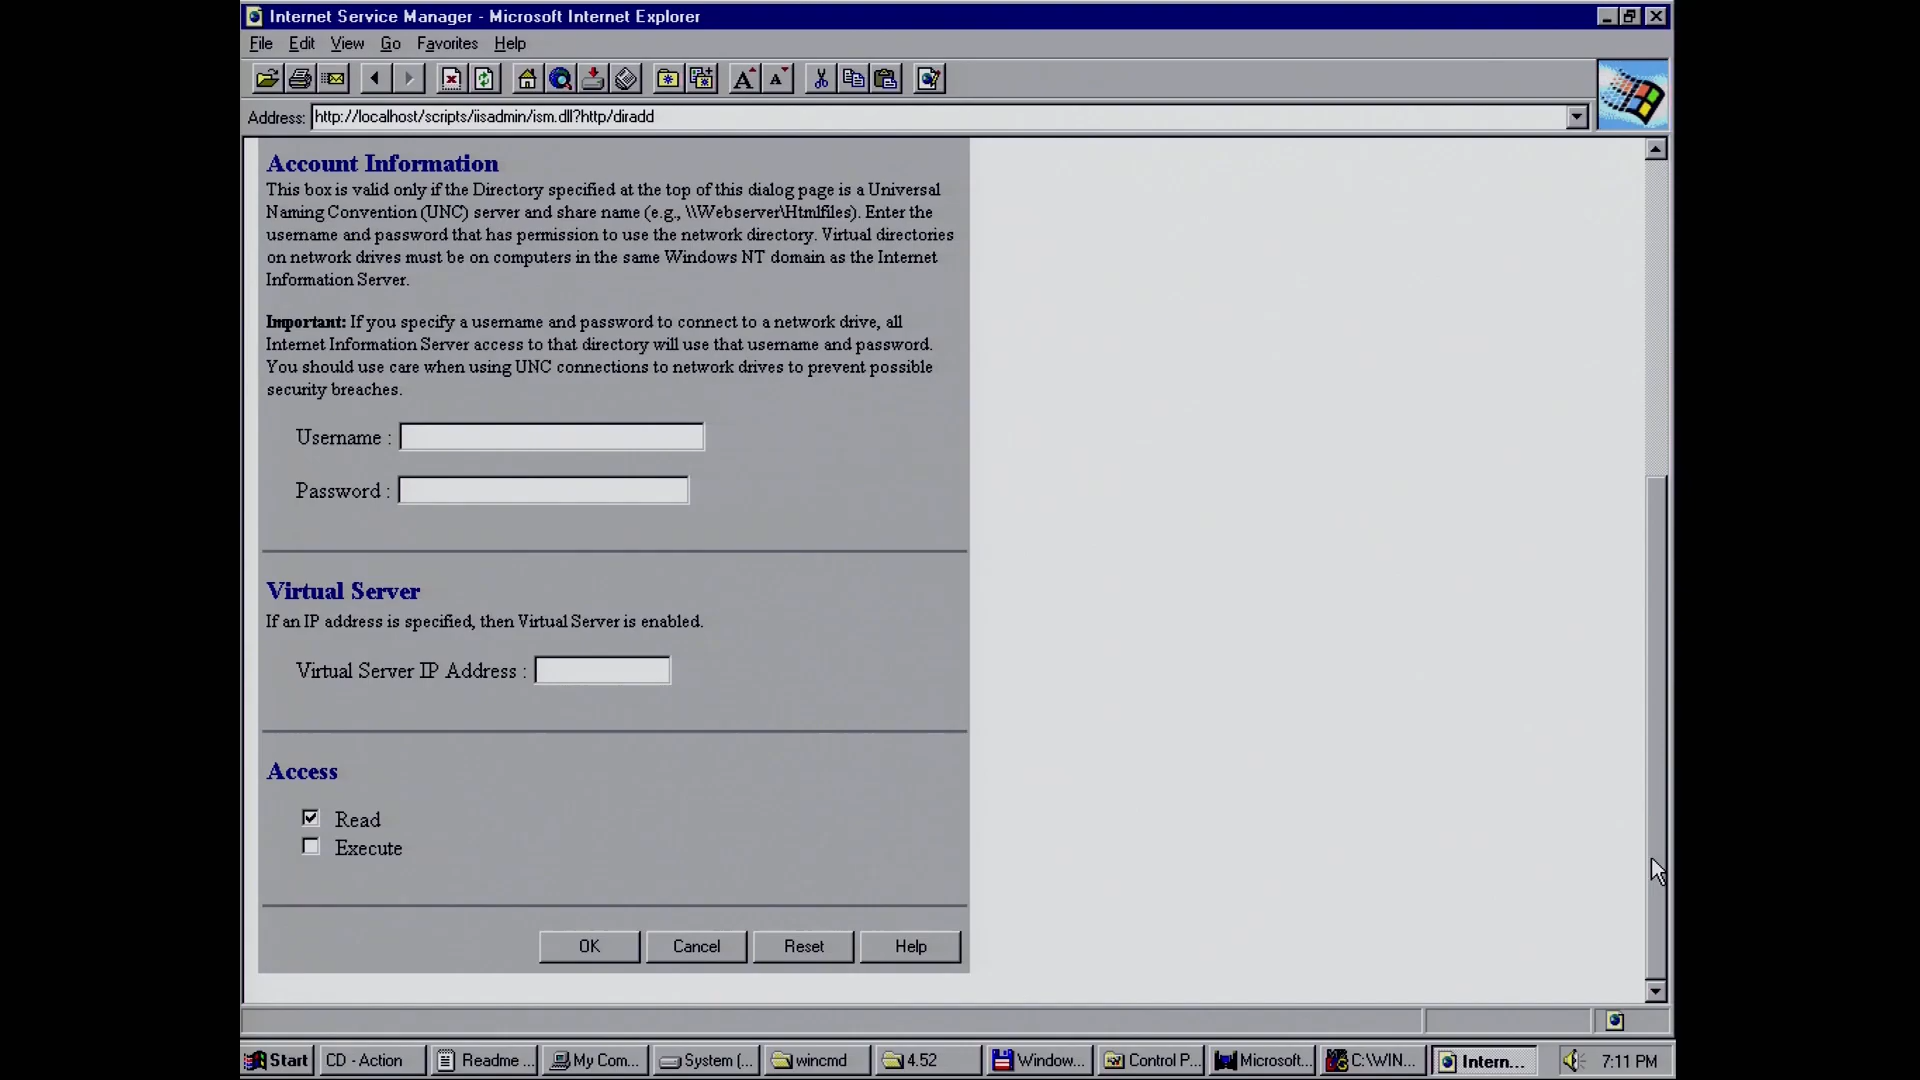 Internet Service Manager - Microsoft Internet Explorer
File Edit View Go Favorites Help
Address: http://localhost/scripts/iisadmin/ism.dll?http/diradd
Account Information
This box is valid only if the Directory specified at the top of this dialog page is a Universal
Naming Convention (UNC) server and share name (e.g., \\Webserver\Htmlfiles). Enter the
username and password that has permission to use the network directory. Virtual directories
on network drives must be on computers in the same Windows NT domain as the Internet
Information Server.
Important: If you specify a username and password to connect to a network drive, all
Internet Information Server access to that directory will use that username and password.
You should use care when using UNC connections to network drives to prevent possible
security breaches.
Username :
Password :
Virtual Server
If an IP address is specified, then Virtual Server is enabled.
Virtual Server IP Address :
Access
Read
Execute
OK Cancel Reset Help
Start CD - Action Readme ... My Com... System (... wincmd 4.52 Window... Control P... Microsoft... C:\WIN... Intern... 7:11 PM